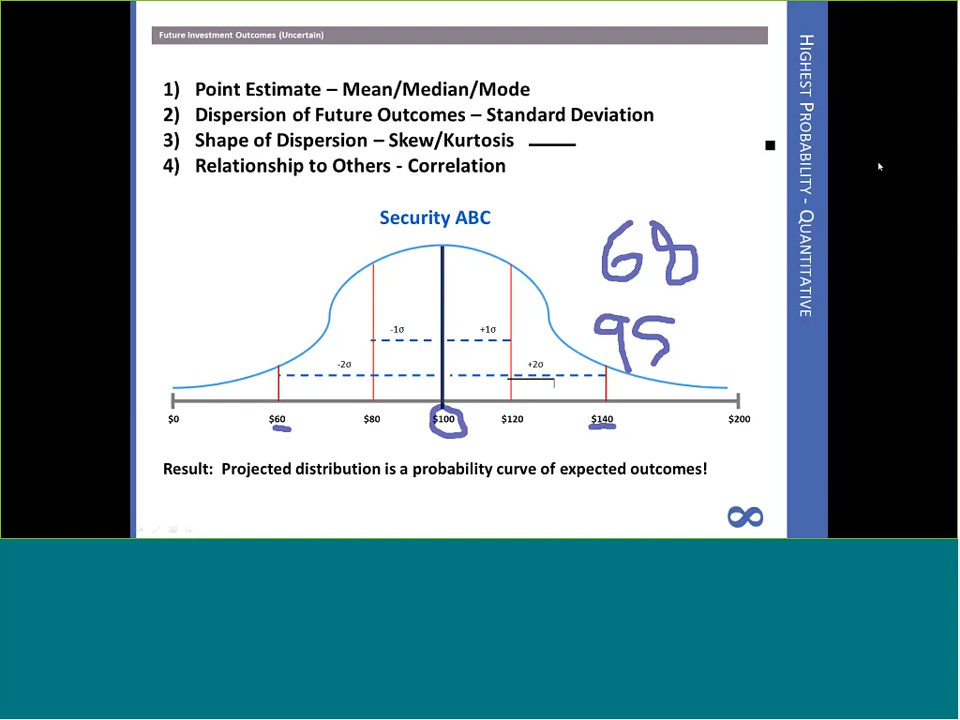 Future Investment Outcomes (Uncertain)
1) Point Estimate – Mean/Median/Mode
2) Dispersion of Future Outcomes – Standard Deviation
3) Shape of Dispersion – Skew/Kurtosis
4) Relationship to Others - Correlation
Security ABC
68
95
-1σ +1σ
-2σ +2σ
$0 $60 $80 $100 $120 $140 $200
Result: Projected distribution is a probability curve of expected outcomes!
HIGHEST PROBABILITY - QUANTITATIVE
8